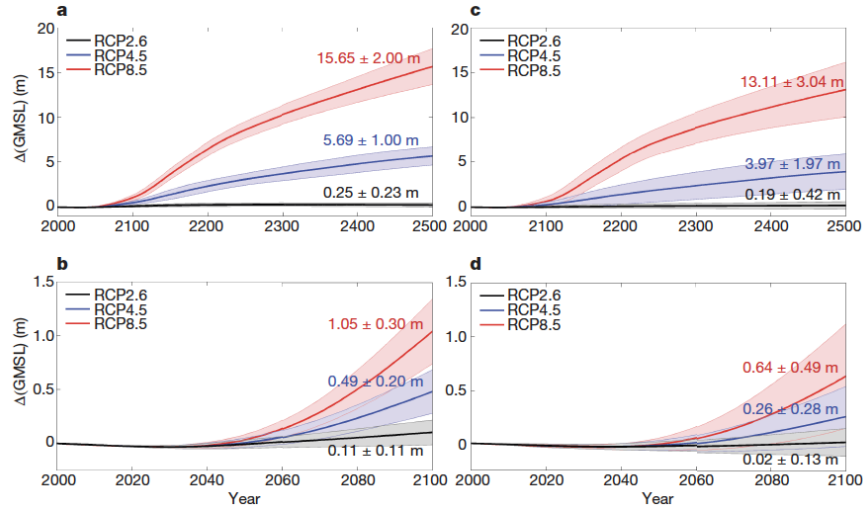 a
Δ(GMSL) (m)
20
15
10
5
0
RCP2.6
RCP4.5
RCP8.5
15.65 ± 2.00 m
5.69 ± 1.00 m
0.25 ± 0.23 m
2000 2100 2200 2300 2400 2500
c
Δ(GMSL) (m)
20
15
10
5
0
RCP2.6
RCP4.5
RCP8.5
13.11 ± 3.04 m
3.97 ± 1.97 m
0.19 ± 0.42 m
2000 2100 2200 2300 2400 2500
b
Δ(GMSL) (m)
1.5
1.0
0.5
0
RCP2.6
RCP4.5
RCP8.5
1.05 ± 0.30 m
0.49 ± 0.20 m
0.11 ± 0.11 m
2000 2020 2040 2060 2080 2100
Year
d
Δ(GMSL) (m)
1.5
1.0
0.5
0
RCP2.6
RCP4.5
RCP8.5
0.64 ± 0.49 m
0.26 ± 0.28 m
0.02 ± 0.13 m
2000 2020 2040 2060 2080 2100
Year